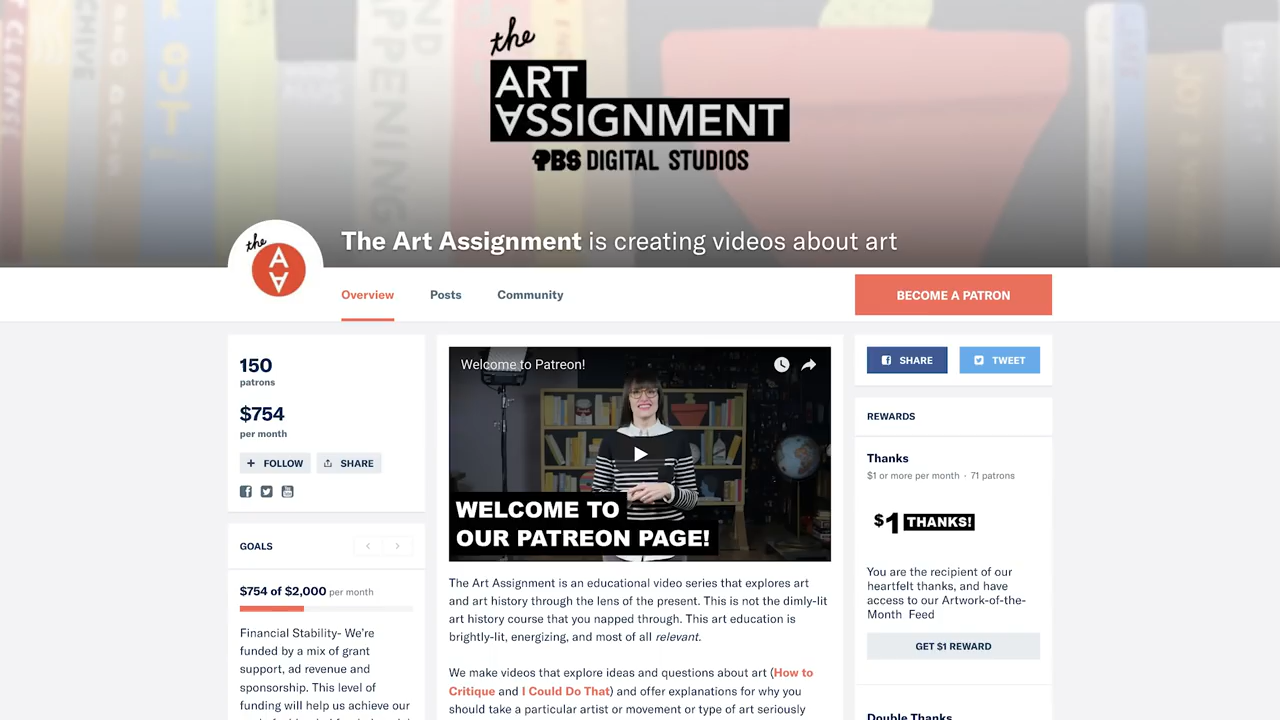 the
ART
ASSIGNMENT
PBS DIGITAL STUDIOS
The Art Assignment is creating videos about art
the
AA
Overview
Posts
Community
BECOME A PATRON
150
patrons
$754
per month
+ FOLLOW
SHARE
GOALS
$754 of $2,000 per month
Financial Stability- We're
funded by a mix of grant
support, ad revenue and
sponsorship. This level of
funding will help us achieve our
Welcome to Patreon!
WELCOME TO
OUR PATREON PAGE!
The Art Assignment is an educational video series that explores art
and art history through the lens of the present. This is not the dimly-lit
art history course that you napped through. This art education is
brightly-lit, energizing, and most of all relevant.
We make videos that explore ideas and questions about art (How to
Critique and I Could Do That) and offer explanations for why you
should take a particular artist or movement or type of art seriously
SHARE
TWEET
REWARDS
Thanks
$1 or more per month · 71 patrons
$1 THANKS!
You are the recipient of our
heartfelt thanks, and have
access to our Artwork-of-the-
Month Feed
GET $1 REWARD
Double Thanks